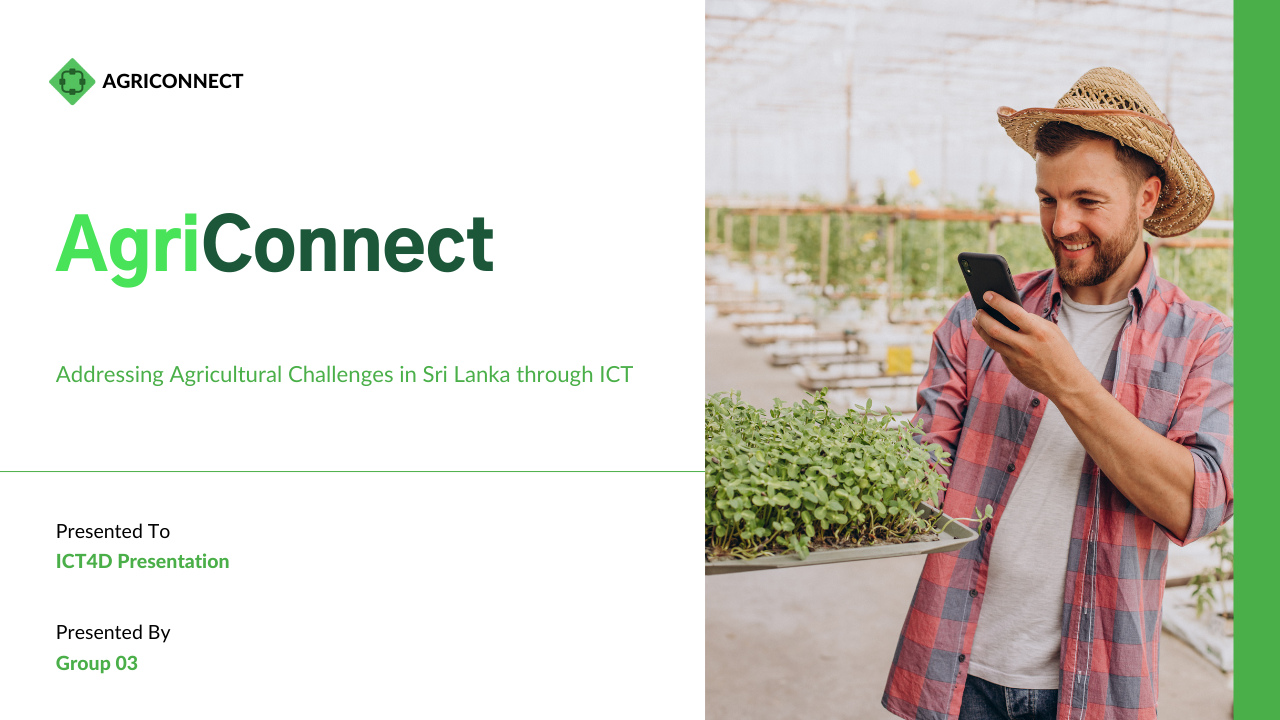 AGRICONNECT
AgriConnect
Addressing Agricultural Challenges in Sri Lanka through ICT
Presented To
ICT4D Presentation
Presented By
Group 03